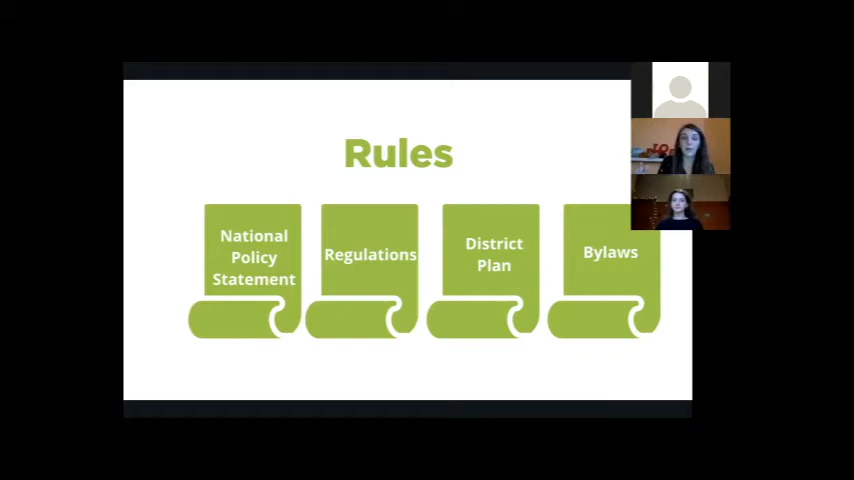 Rules
National
Policy
Statement
Regulations
District
Plan
Bylaws